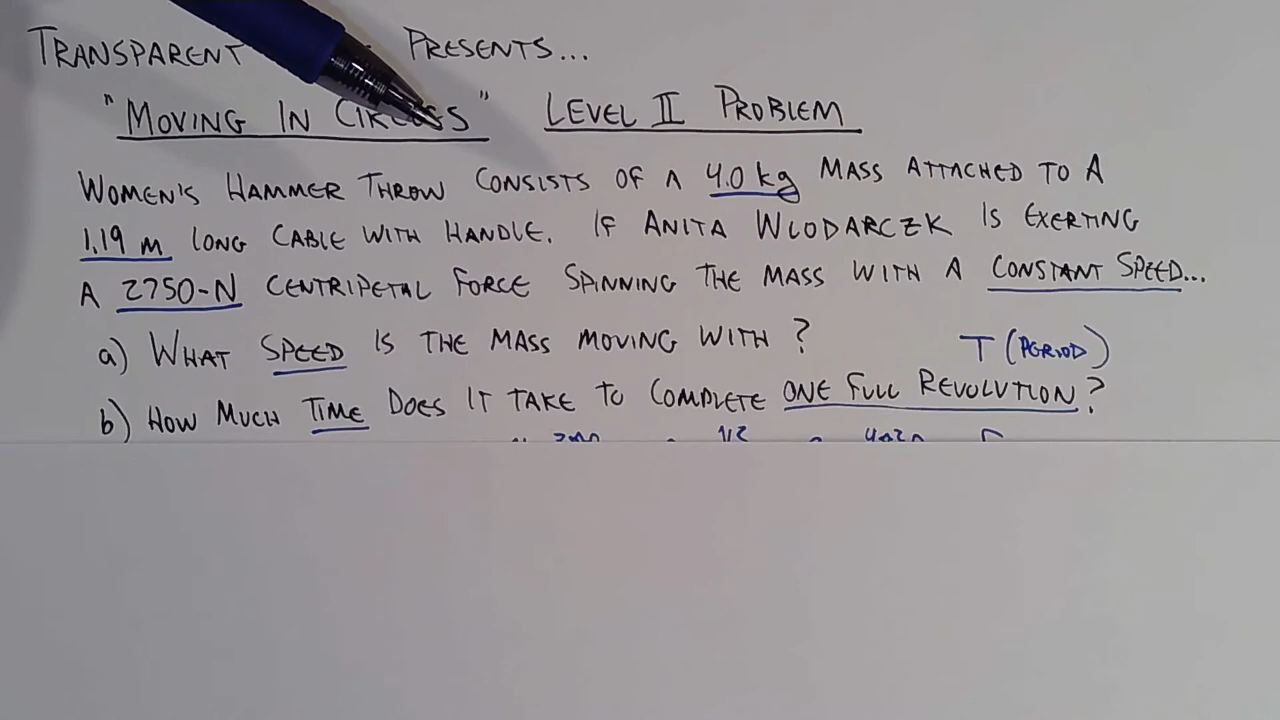 TRANSPARENT PRESENTS...
"MOVING IN CIRCLES" LEVEL II PROBLEM
WOMEN'S HAMMER THROW CONSISTS OF A 4.0 kg MASS ATTACHED TO A
1.19 m LONG CABLE WITH HANDLE. IF ANITA WLODARCZK IS EXERTING
A 2750-N CENTRIPETAL FORCE SPINNING THE MASS WITH A CONSTANT SPEED...
a) WHAT SPEED IS THE MASS MOVING WITH?
T (PERIOD)
b) HOW MUCH TIME DOES IT TAKE TO COMPLETE ONE FULL REVOLUTION?